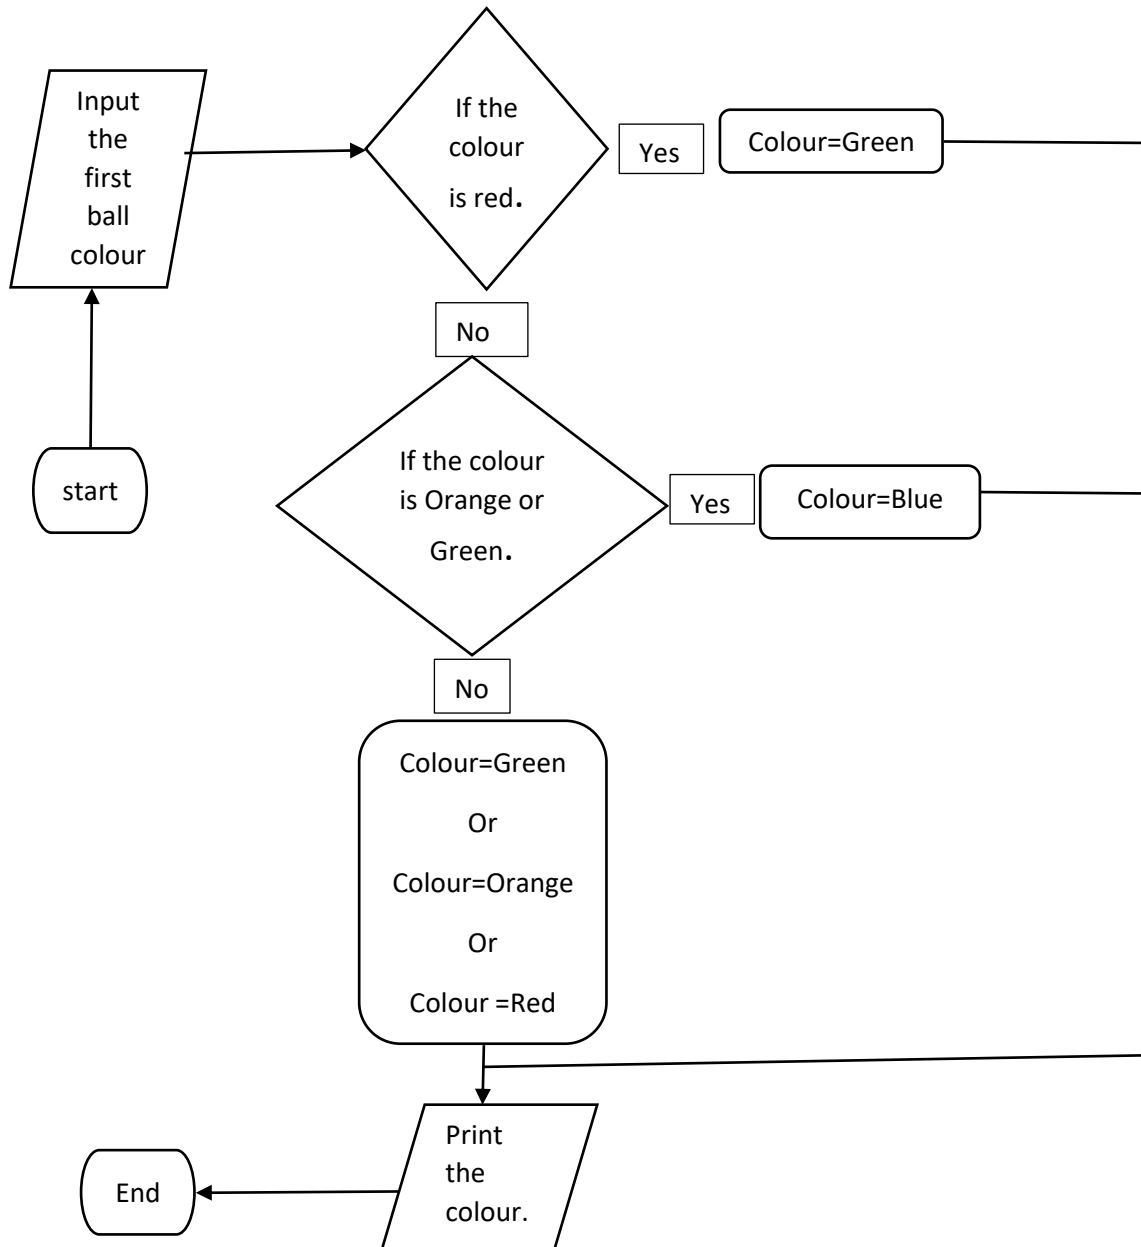 Input
the
first
ball
colour
If the
colour
is red.
Yes
Colour=Green
No
start
If the colour
is Orange or
Green.
Yes
Colour=Blue
No
Colour=Green
Or
Colour=Orange
Or
Colour =Red
Print
the
colour.
End